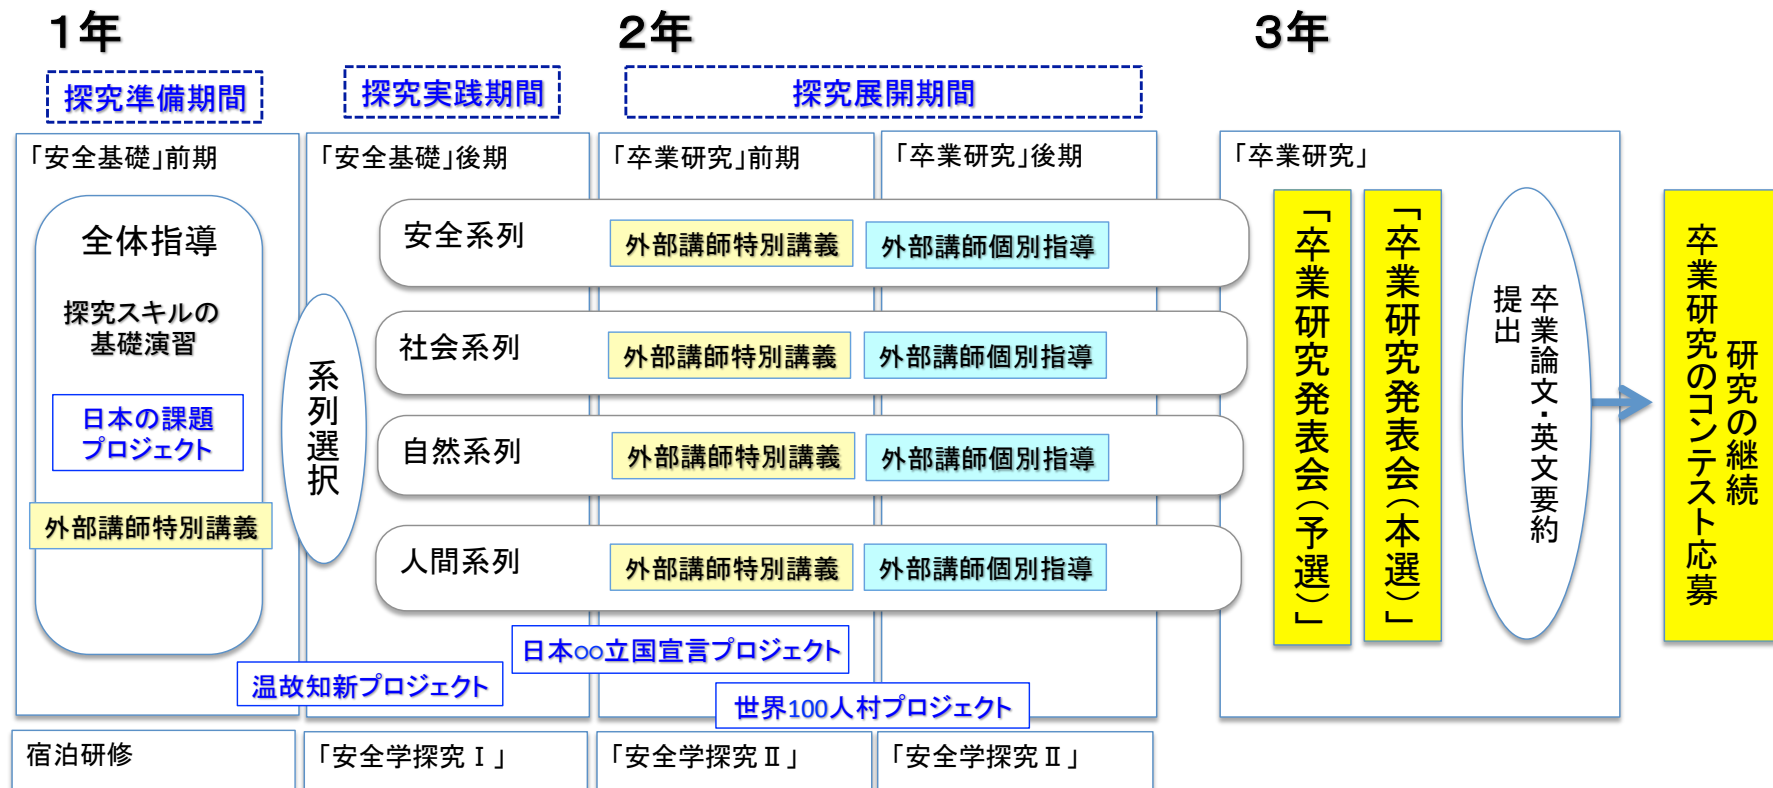 1年
2年
3年
探究準備期間
探究実践期間
探究展開期間
「安全基礎」前期
「安全基礎」後期
「卒業研究」前期
「卒業研究」後期
「卒業研究」
全体指導
探究スキルの
基礎演習
日本の課題
プロジェクト
外部講師特別講義
系列選択
安全系列
外部講師特別講義
外部講師個別指導
社会系列
外部講師特別講義
外部講師個別指導
自然系列
外部講師特別講義
外部講師個別指導
人間系列
外部講師特別講義
外部講師個別指導
温故知新プロジェクト
日本○○立国宣言プロジェクト
世界100人村プロジェクト
「卒業研究発表会(予選)」
「卒業研究発表会(本選)」
卒業論文・英文要約
提出
研究の継続
卒業研究のコンテスト応募
宿泊研修
「安全学探究Ⅰ」
「安全学探究Ⅱ」
「安全学探究Ⅱ」